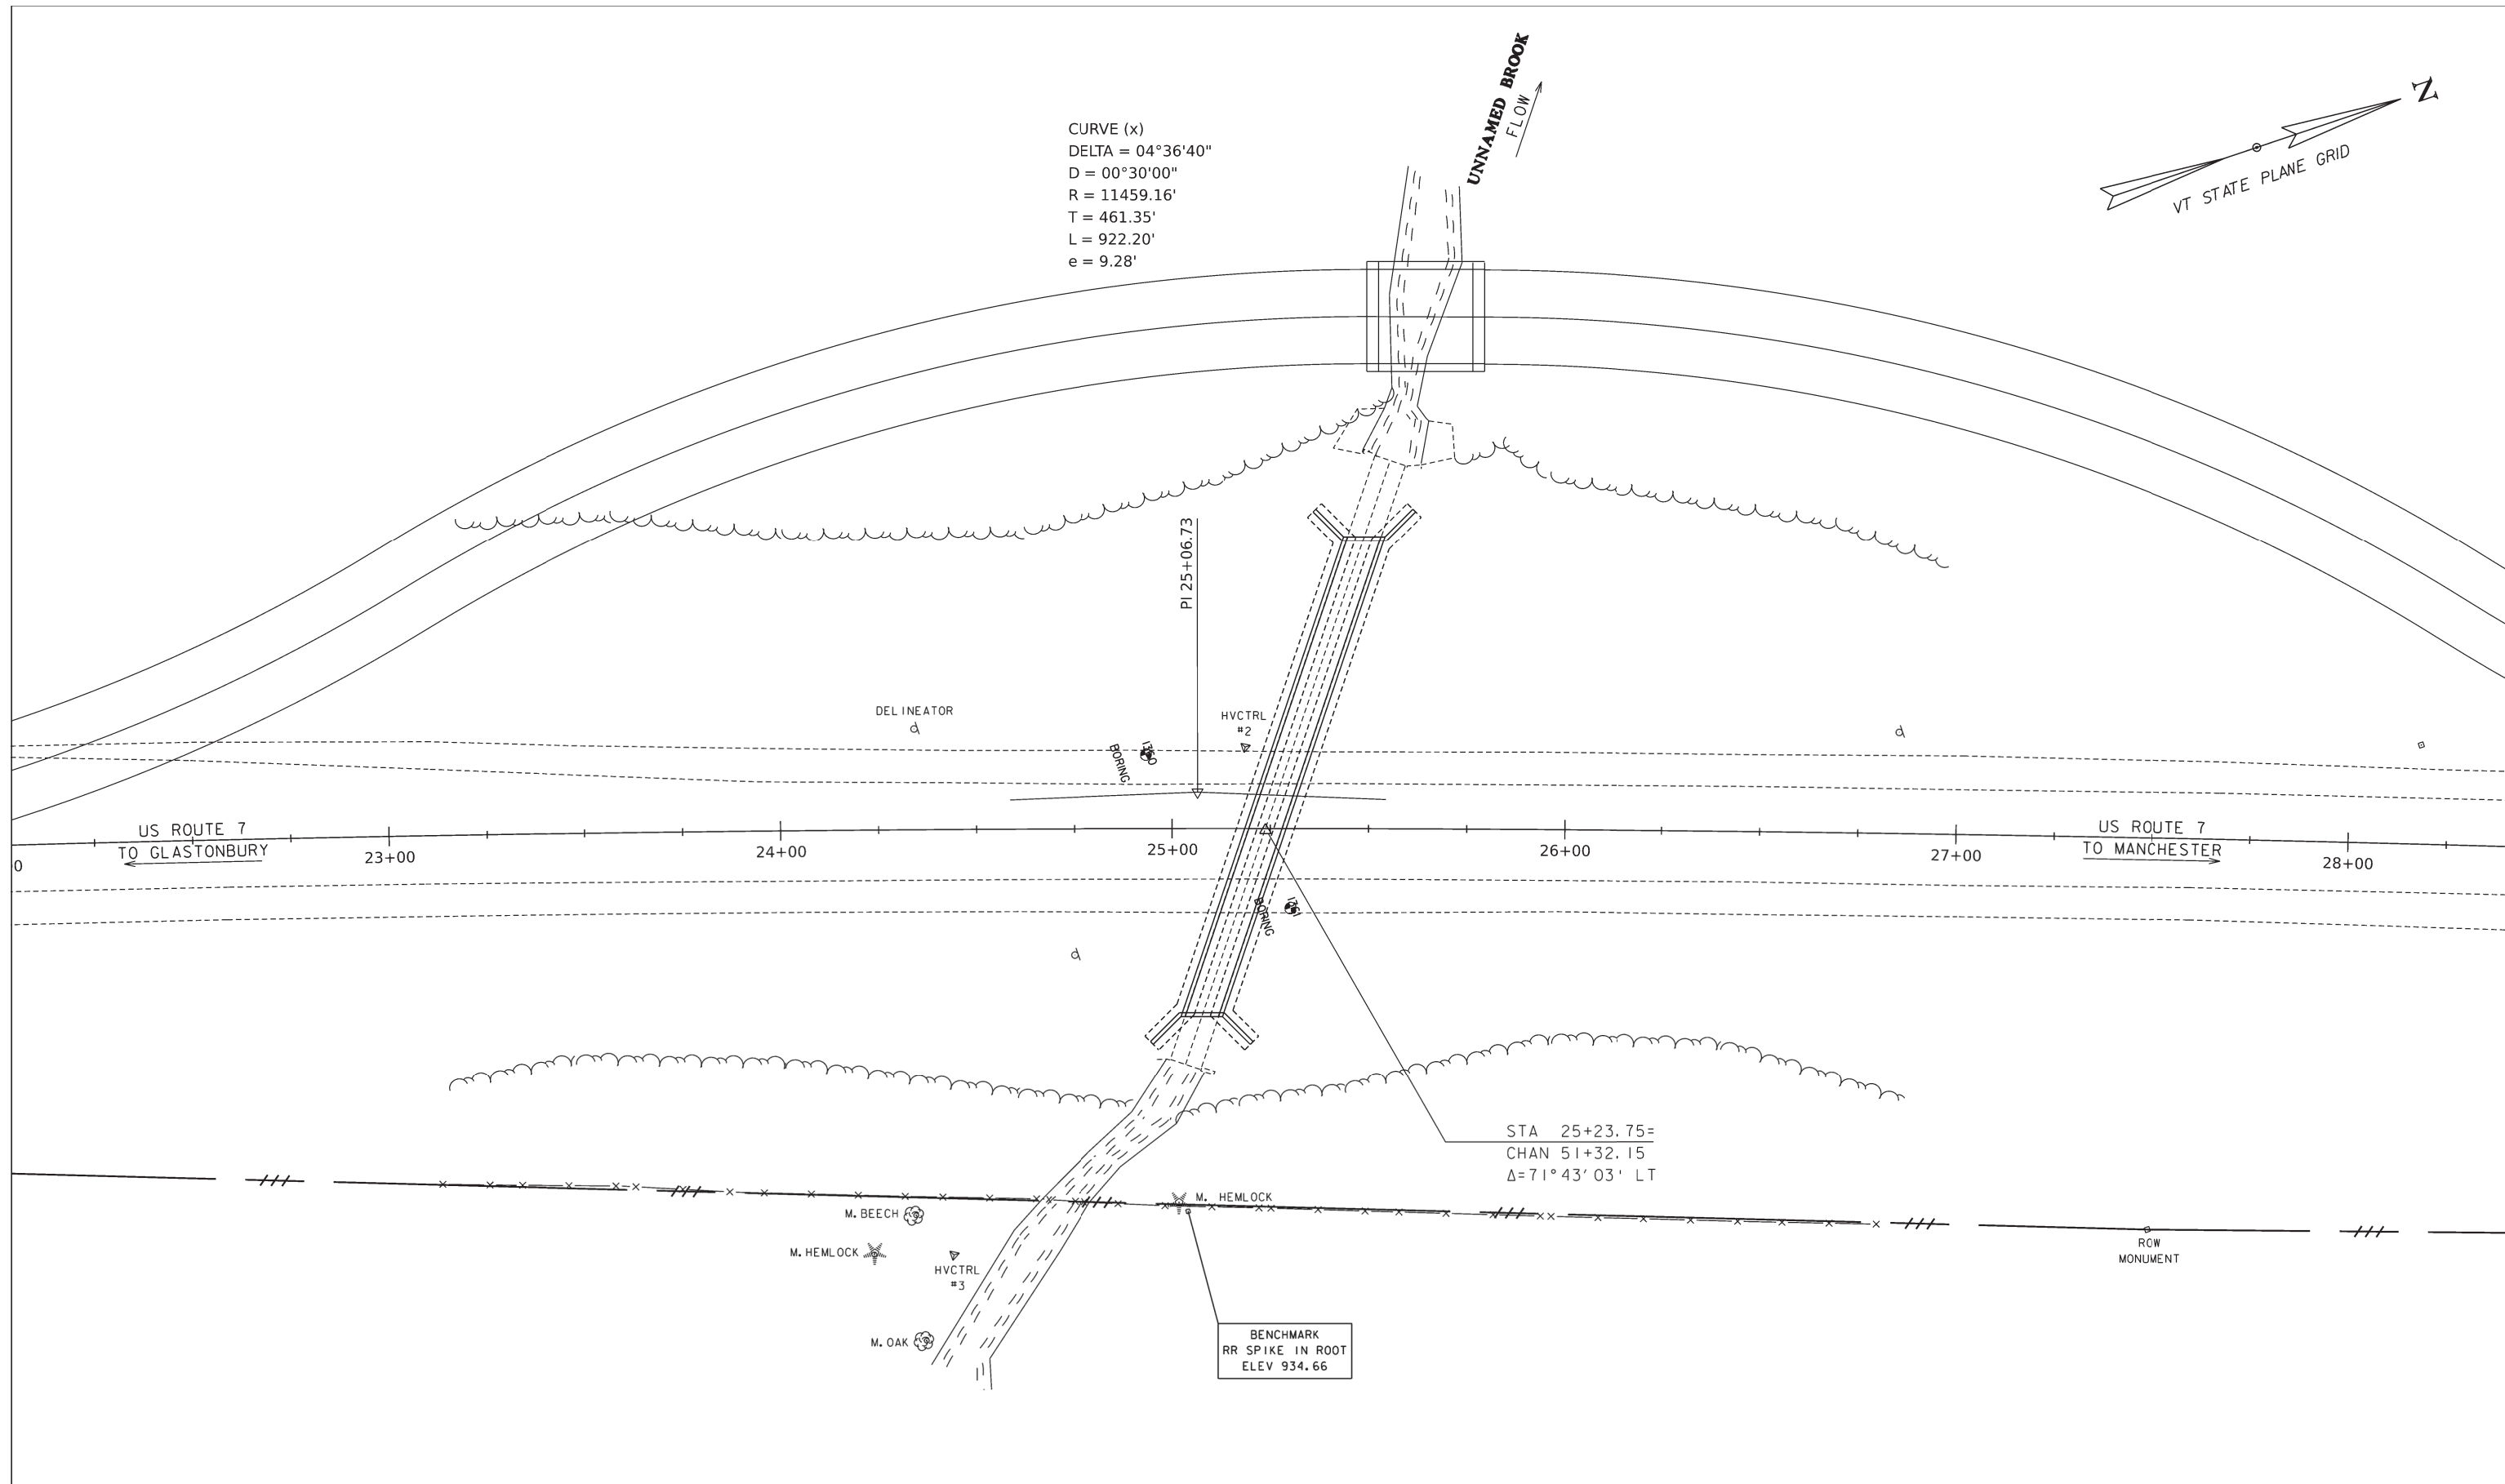 UNNAMED BROOK
FLOW
N
VT STATE PLANE GRID
CURVE (x)
DELTA = 04°36'40"
D = 00°30'00"
R = 11459.16'
T = 461.35'
L = 922.20'
e = 9.28'
PI 25+06.73
DELINEATOR
HVCTRL
#2
BORING
1360
US ROUTE 7
TO GLASTONBURY
US ROUTE 7
TO MANCHESTER
0
23+00
24+00
25+00
26+00
27+00
28+00
BORING
1361
STA 25+23.75=
CHAN 51+32.15
Δ=71°43'03' LT
M. HEMLOCK
M. BEECH
M. HEMLOCK
HVCTRL
#3
ROW
MONUMENT
M. OAK
BENCHMARK
RR SPIKE IN ROOT
ELEV 934.66